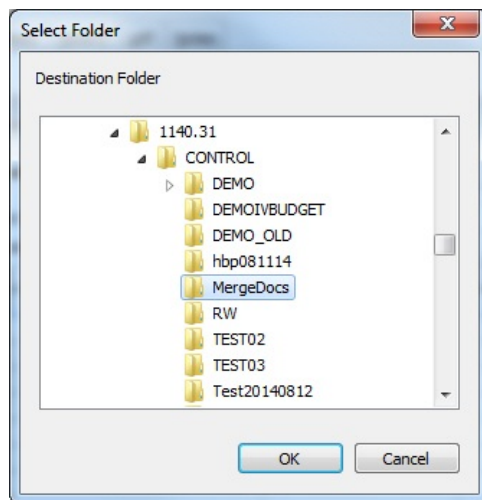 Select Folder
Destination Folder
1140.31
CONTROL
DEMO
DEMOIVBUDGET
DEMO_OLD
hbp081114
MergeDocs
RW
TEST02
TEST03
Test20140812
OK Cancel